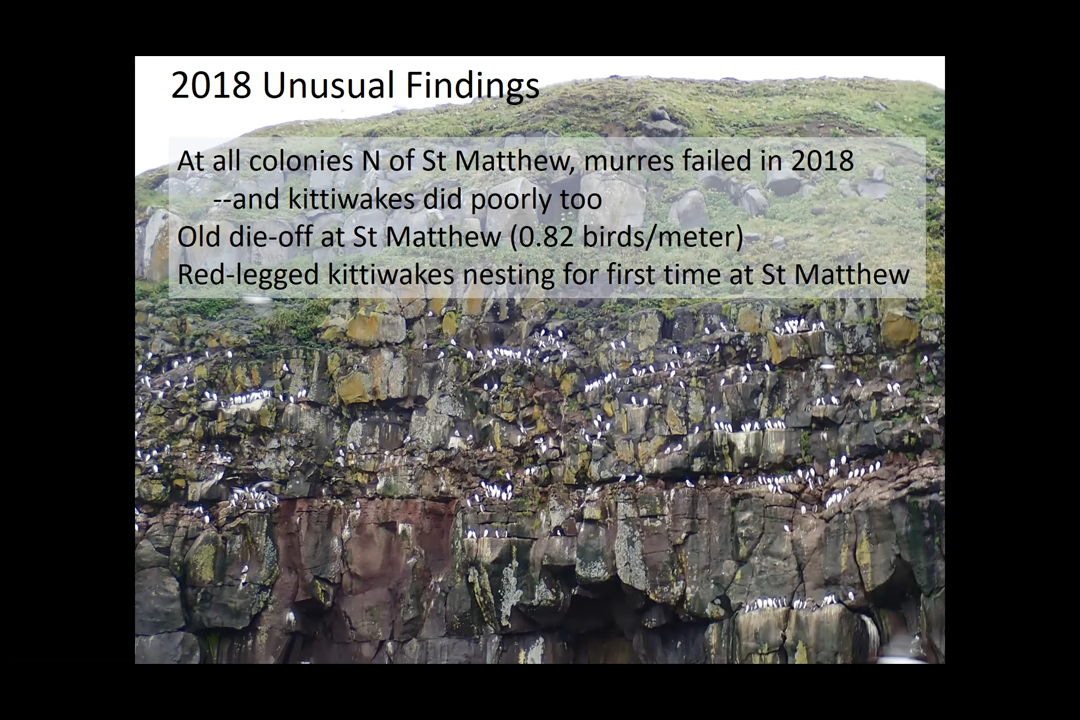 2018 Unusual Findings
At all colonies N of St Matthew, murres failed in 2018
--and kittiwakes did poorly too
Old die-off at St Matthew (0.82 birds/meter)
Red-legged kittiwakes nesting for first time at St Matthew